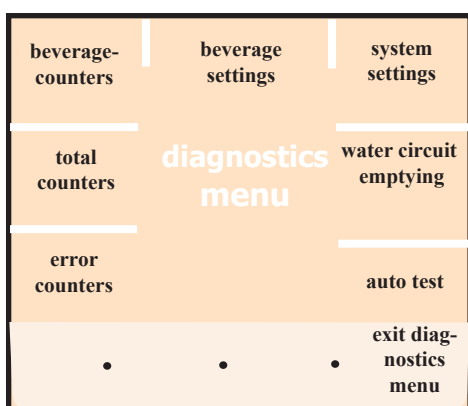 beverage-
counters
beverage
settings
system
settings
total
counters
diagnostics
menu
water circuit
emptying
error
counters
auto test
exit diag-
nostics
menu